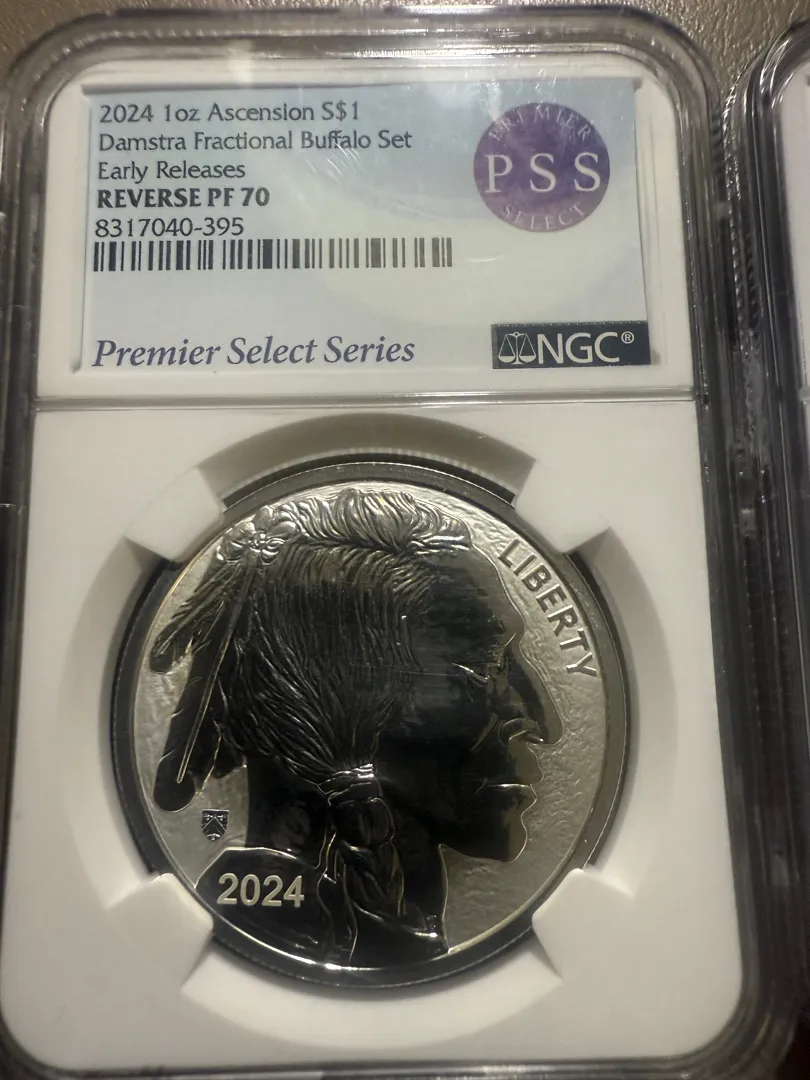 2024 1oz Ascension S$1
Damstra Fractional Buffalo Set
Early Releases
REVERSE PF 70
8317040-395
PREMIER
PSS
SELECT
Premier Select Series
NGC®
LIBERTY
2024